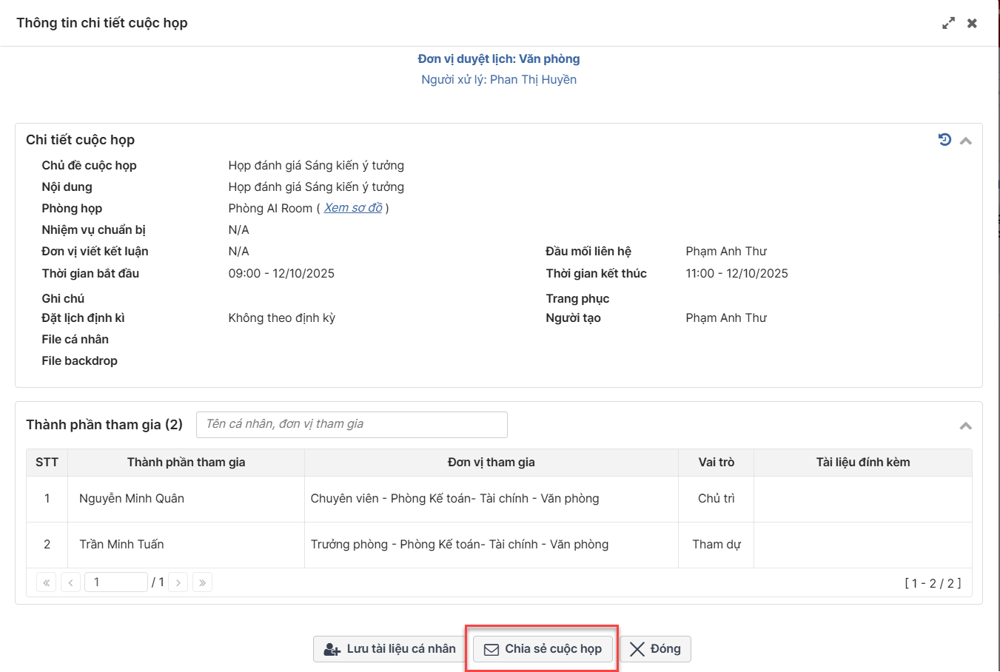 Thông tin chi tiết cuộc họp
Đơn vị duyệt lịch: Văn phòng
Người xử lý: Phan Thị Huyền
Chi tiết cuộc họp
Chủ đề cuộc họp Họp đánh giá Sáng kiến ý tưởng
Nội dung Họp đánh giá Sáng kiến ý tưởng
Phòng họp Phòng AI Room ( Xem sơ đồ )
Nhiệm vụ chuẩn bị N/A
Đơn vị viết kết luận N/A Đầu mối liên hệ Phạm Anh Thư
Thời gian bắt đầu 09:00 - 12/10/2025 Thời gian kết thúc 11:00 - 12/10/2025
Ghi chú Trang phục
Đặt lịch định kì Không theo định kỳ Người tạo Phạm Anh Thư
File cá nhân
File backdrop
Thành phần tham gia (2) Tên cá nhân, đơn vị tham gia
STT Thành phần tham gia Đơn vị tham gia Vai trò Tài liệu đính kèm
1 Nguyễn Minh Quân Chuyên viên - Phòng Kế toán- Tài chính - Văn phòng Chủ trì
2 Trần Minh Tuấn Trưởng phòng - Phòng Kế toán- Tài chính - Văn phòng Tham dự
« ‹ 1 / 1 › » [ 1 - 2 / 2 ]
Lưu tài liệu cá nhân Chia sẻ cuộc họp Đóng